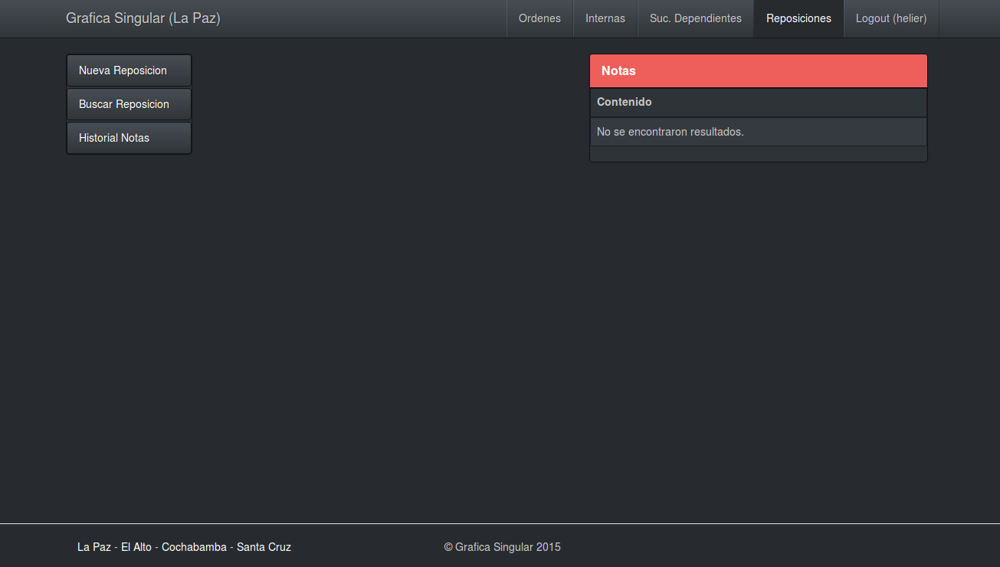 Grafica Singular (La Paz)
Ordenes
Internas
Suc. Dependientes
Reposiciones
Logout (helier)
Nueva Reposicion
Buscar Reposicion
Historial Notas
Notas
Contenido
No se encontraron resultados.
La Paz - El Alto - Cochabamba - Santa Cruz
© Grafica Singular 2015